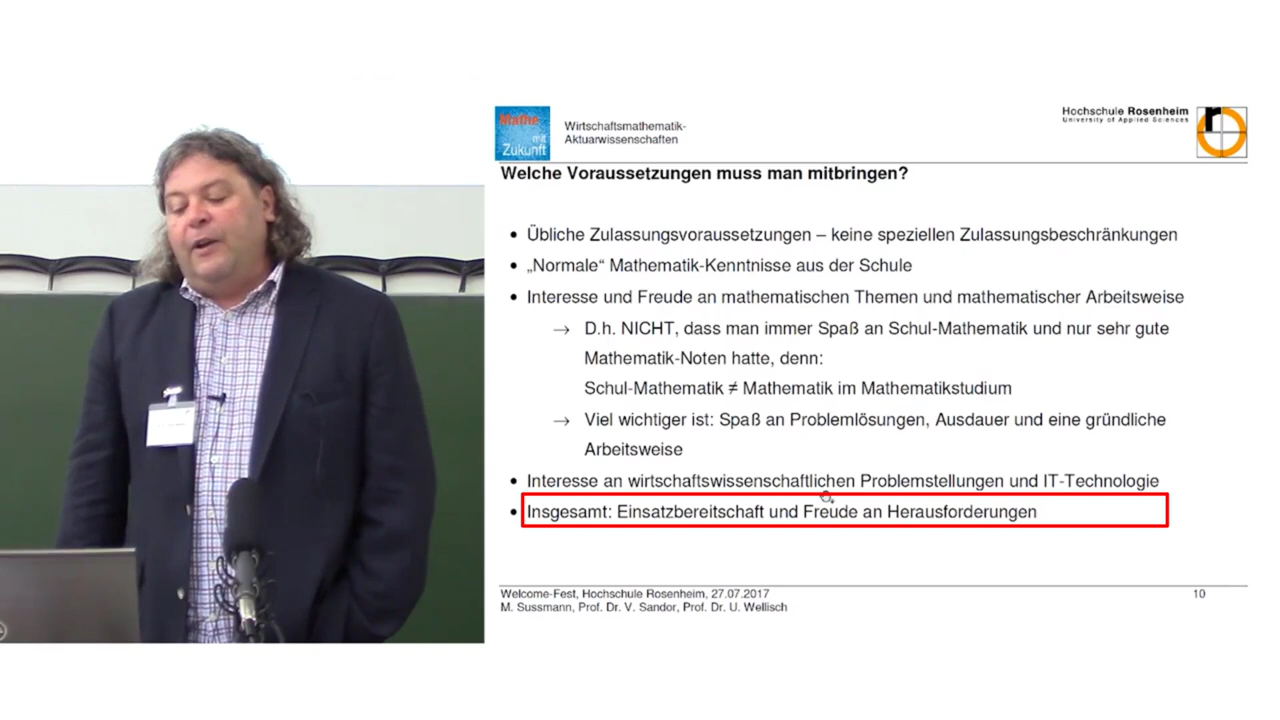 Mathe
mit
Zukunft
Wirtschaftsmathematik-
Aktuarwissenschaften
Hochschule Rosenheim
University of Applied Sciences
Welche Voraussetzungen muss man mitbringen?
• Übliche Zulassungsvoraussetzungen – keine speziellen Zulassungsbeschränkungen
• „Normale“ Mathematik-Kenntnisse aus der Schule
• Interesse und Freude an mathematischen Themen und mathematischer Arbeitsweise
→ D.h. NICHT, dass man immer Spaß an Schul-Mathematik und nur sehr gute
Mathematik-Noten hatte, denn:
Schul-Mathematik ≠ Mathematik im Mathematikstudium
→ Viel wichtiger ist: Spaß an Problemlösungen, Ausdauer und eine gründliche
Arbeitsweise
• Interesse an wirtschaftswissenschaftlichen Problemstellungen und IT-Technologie
• Insgesamt: Einsatzbereitschaft und Freude an Herausforderungen
Welcome-Fest, Hochschule Rosenheim, 27.07.2017
M. Sussmann, Prof. Dr. V. Sandor, Prof. Dr. U. Wellisch
10